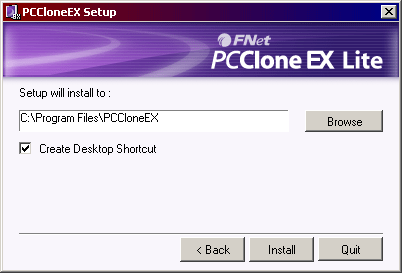 PCCloneEX Setup
FNet
PCClone EX Lite
Setup will install to :
C:\Program Files\PCCloneEX
Browse
Create Desktop Shortcut
< Back
Install
Quit